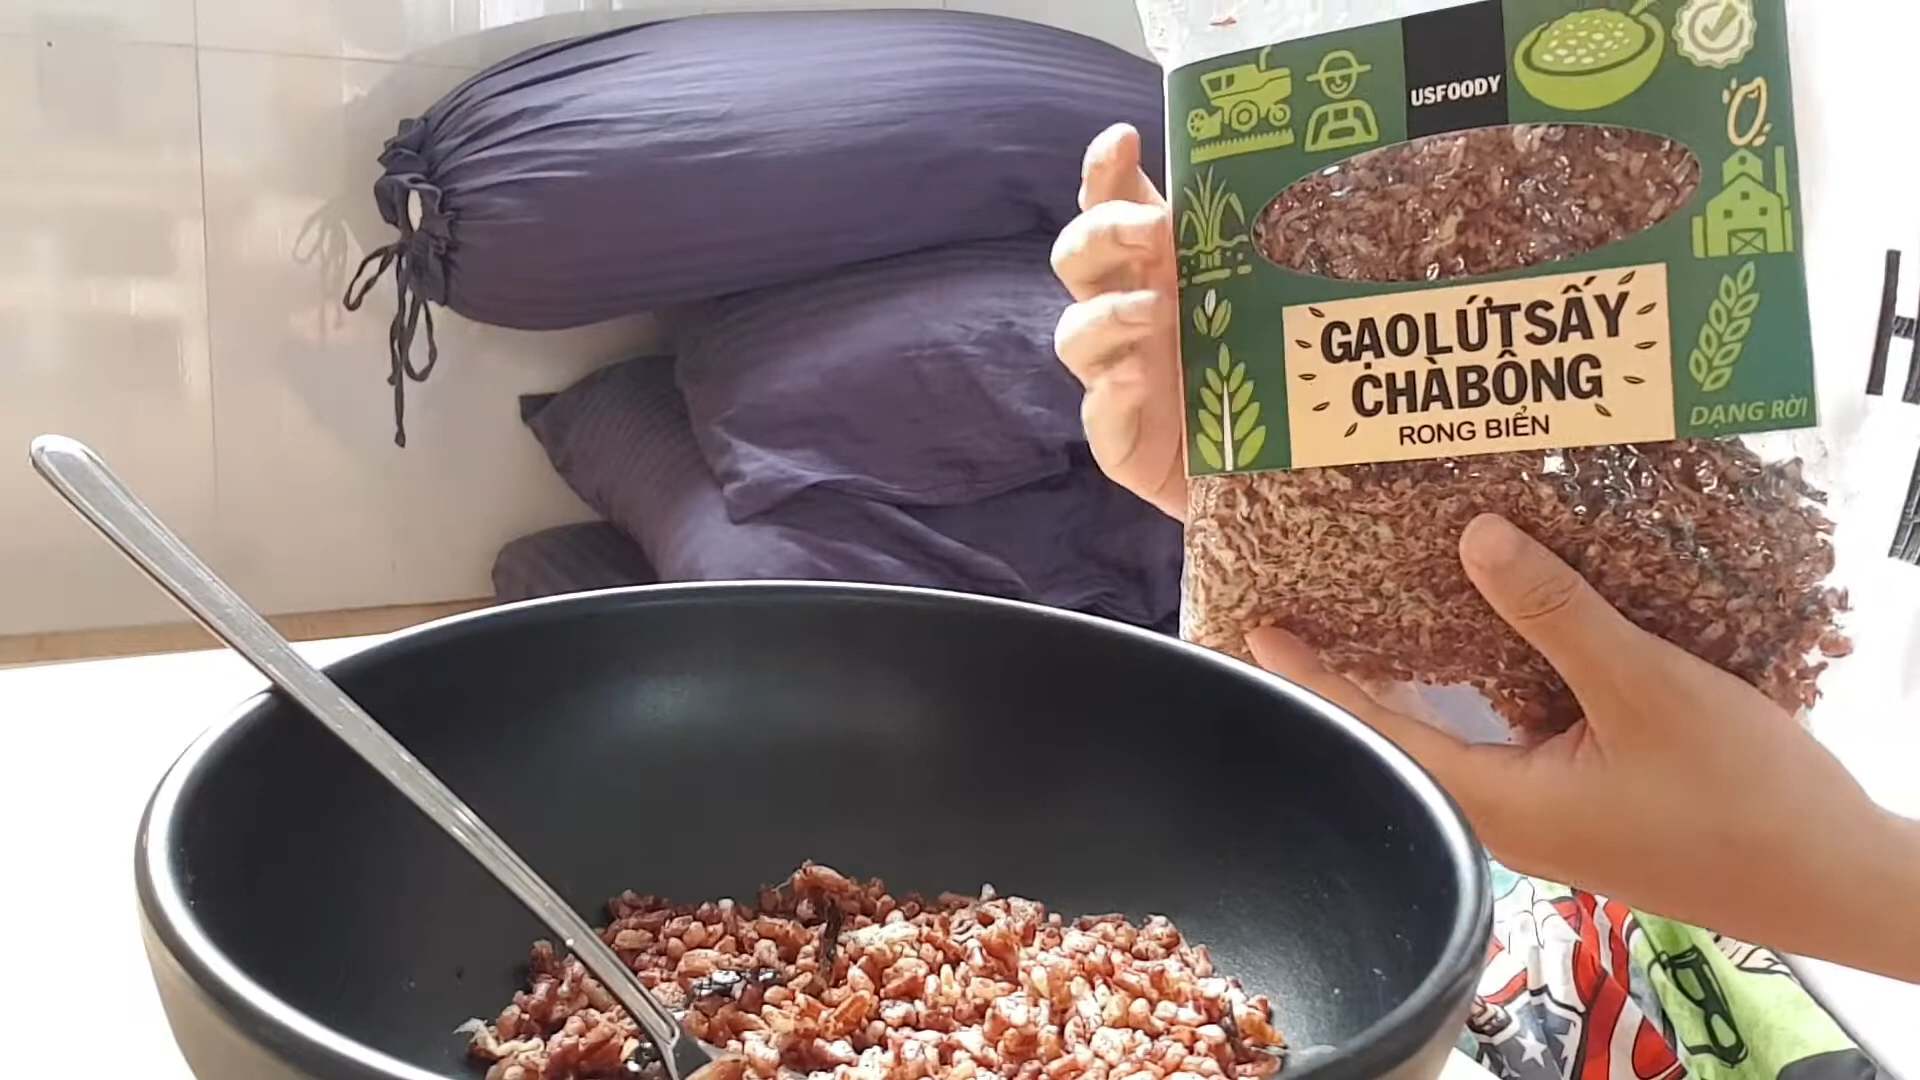 USFOODY
GẠO LỨT SẤY
CHÀ BÔNG
RONG BIỂN
DẠNG RỜI